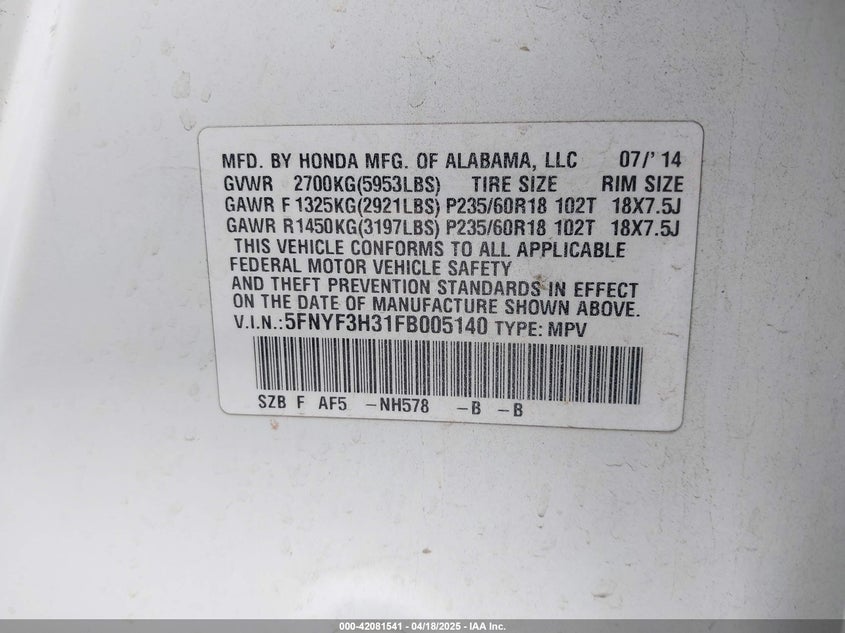 MFD. BY HONDA MFG. OF ALABAMA, LLC 07/'14
GVWR 2700KG(5953LBS) TIRE SIZE RIM SIZE
GAWR F 1325KG(2921LBS) P235/60R18 102T 18X7.5J
GAWR R1450KG(3197LBS) P235/60R18 102T 18X7.5J
THIS VEHICLE CONFORMS TO ALL APPLICABLE
FEDERAL MOTOR VEHICLE SAFETY
AND THEFT PREVENTION STANDARDS IN EFFECT
ON THE DATE OF MANUFACTURE SHOWN ABOVE.
V.I.N.:5FNYF3H31FB005140 TYPE: MPV
SZB F AF5 -NH578 -B -B
000-42081541 - 04/18/2025 - IAA Inc.